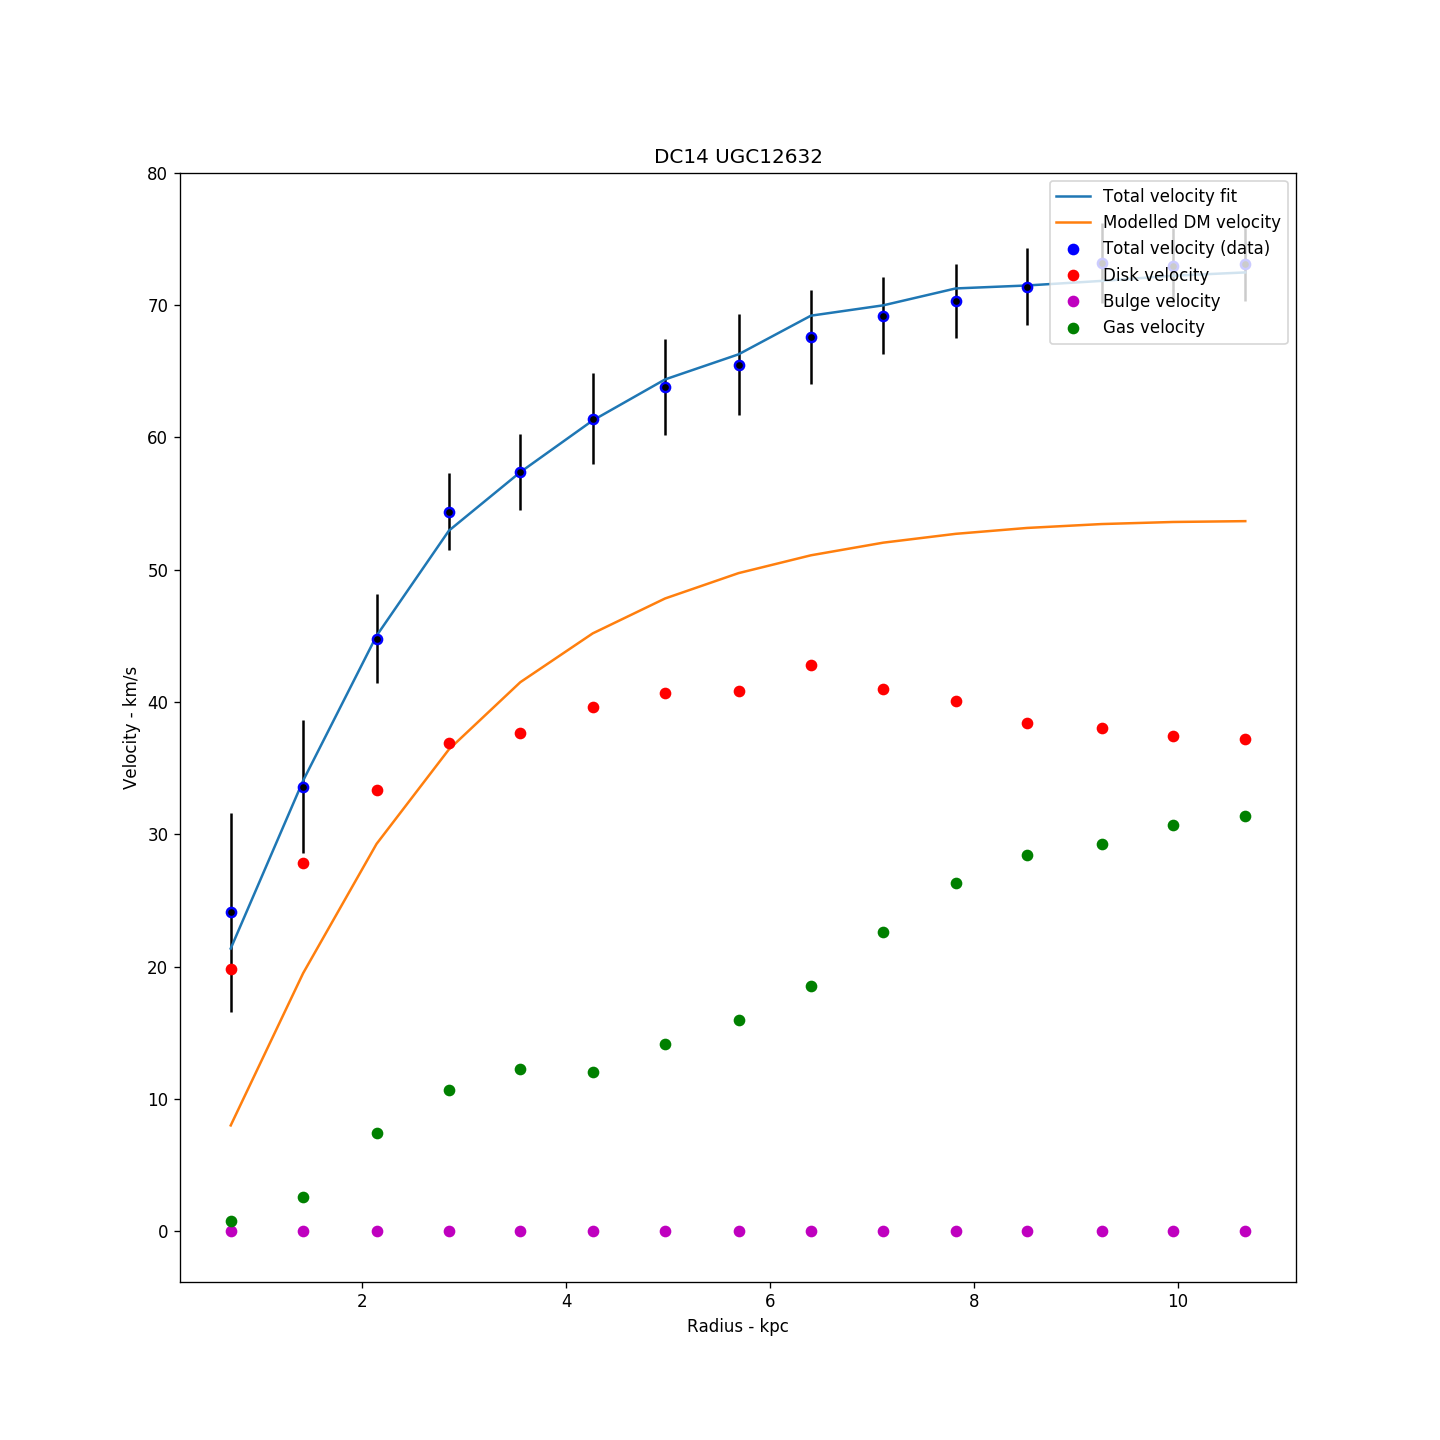 DC14 UGC12632
80
70
60
50
40
30
20
10
0
Velocity - km/s
Total velocity fit
Modelled DM velocity
Total velocity (data)
Disk velocity
Bulge velocity
Gas velocity
2 4 6 8 10
Radius - kpc